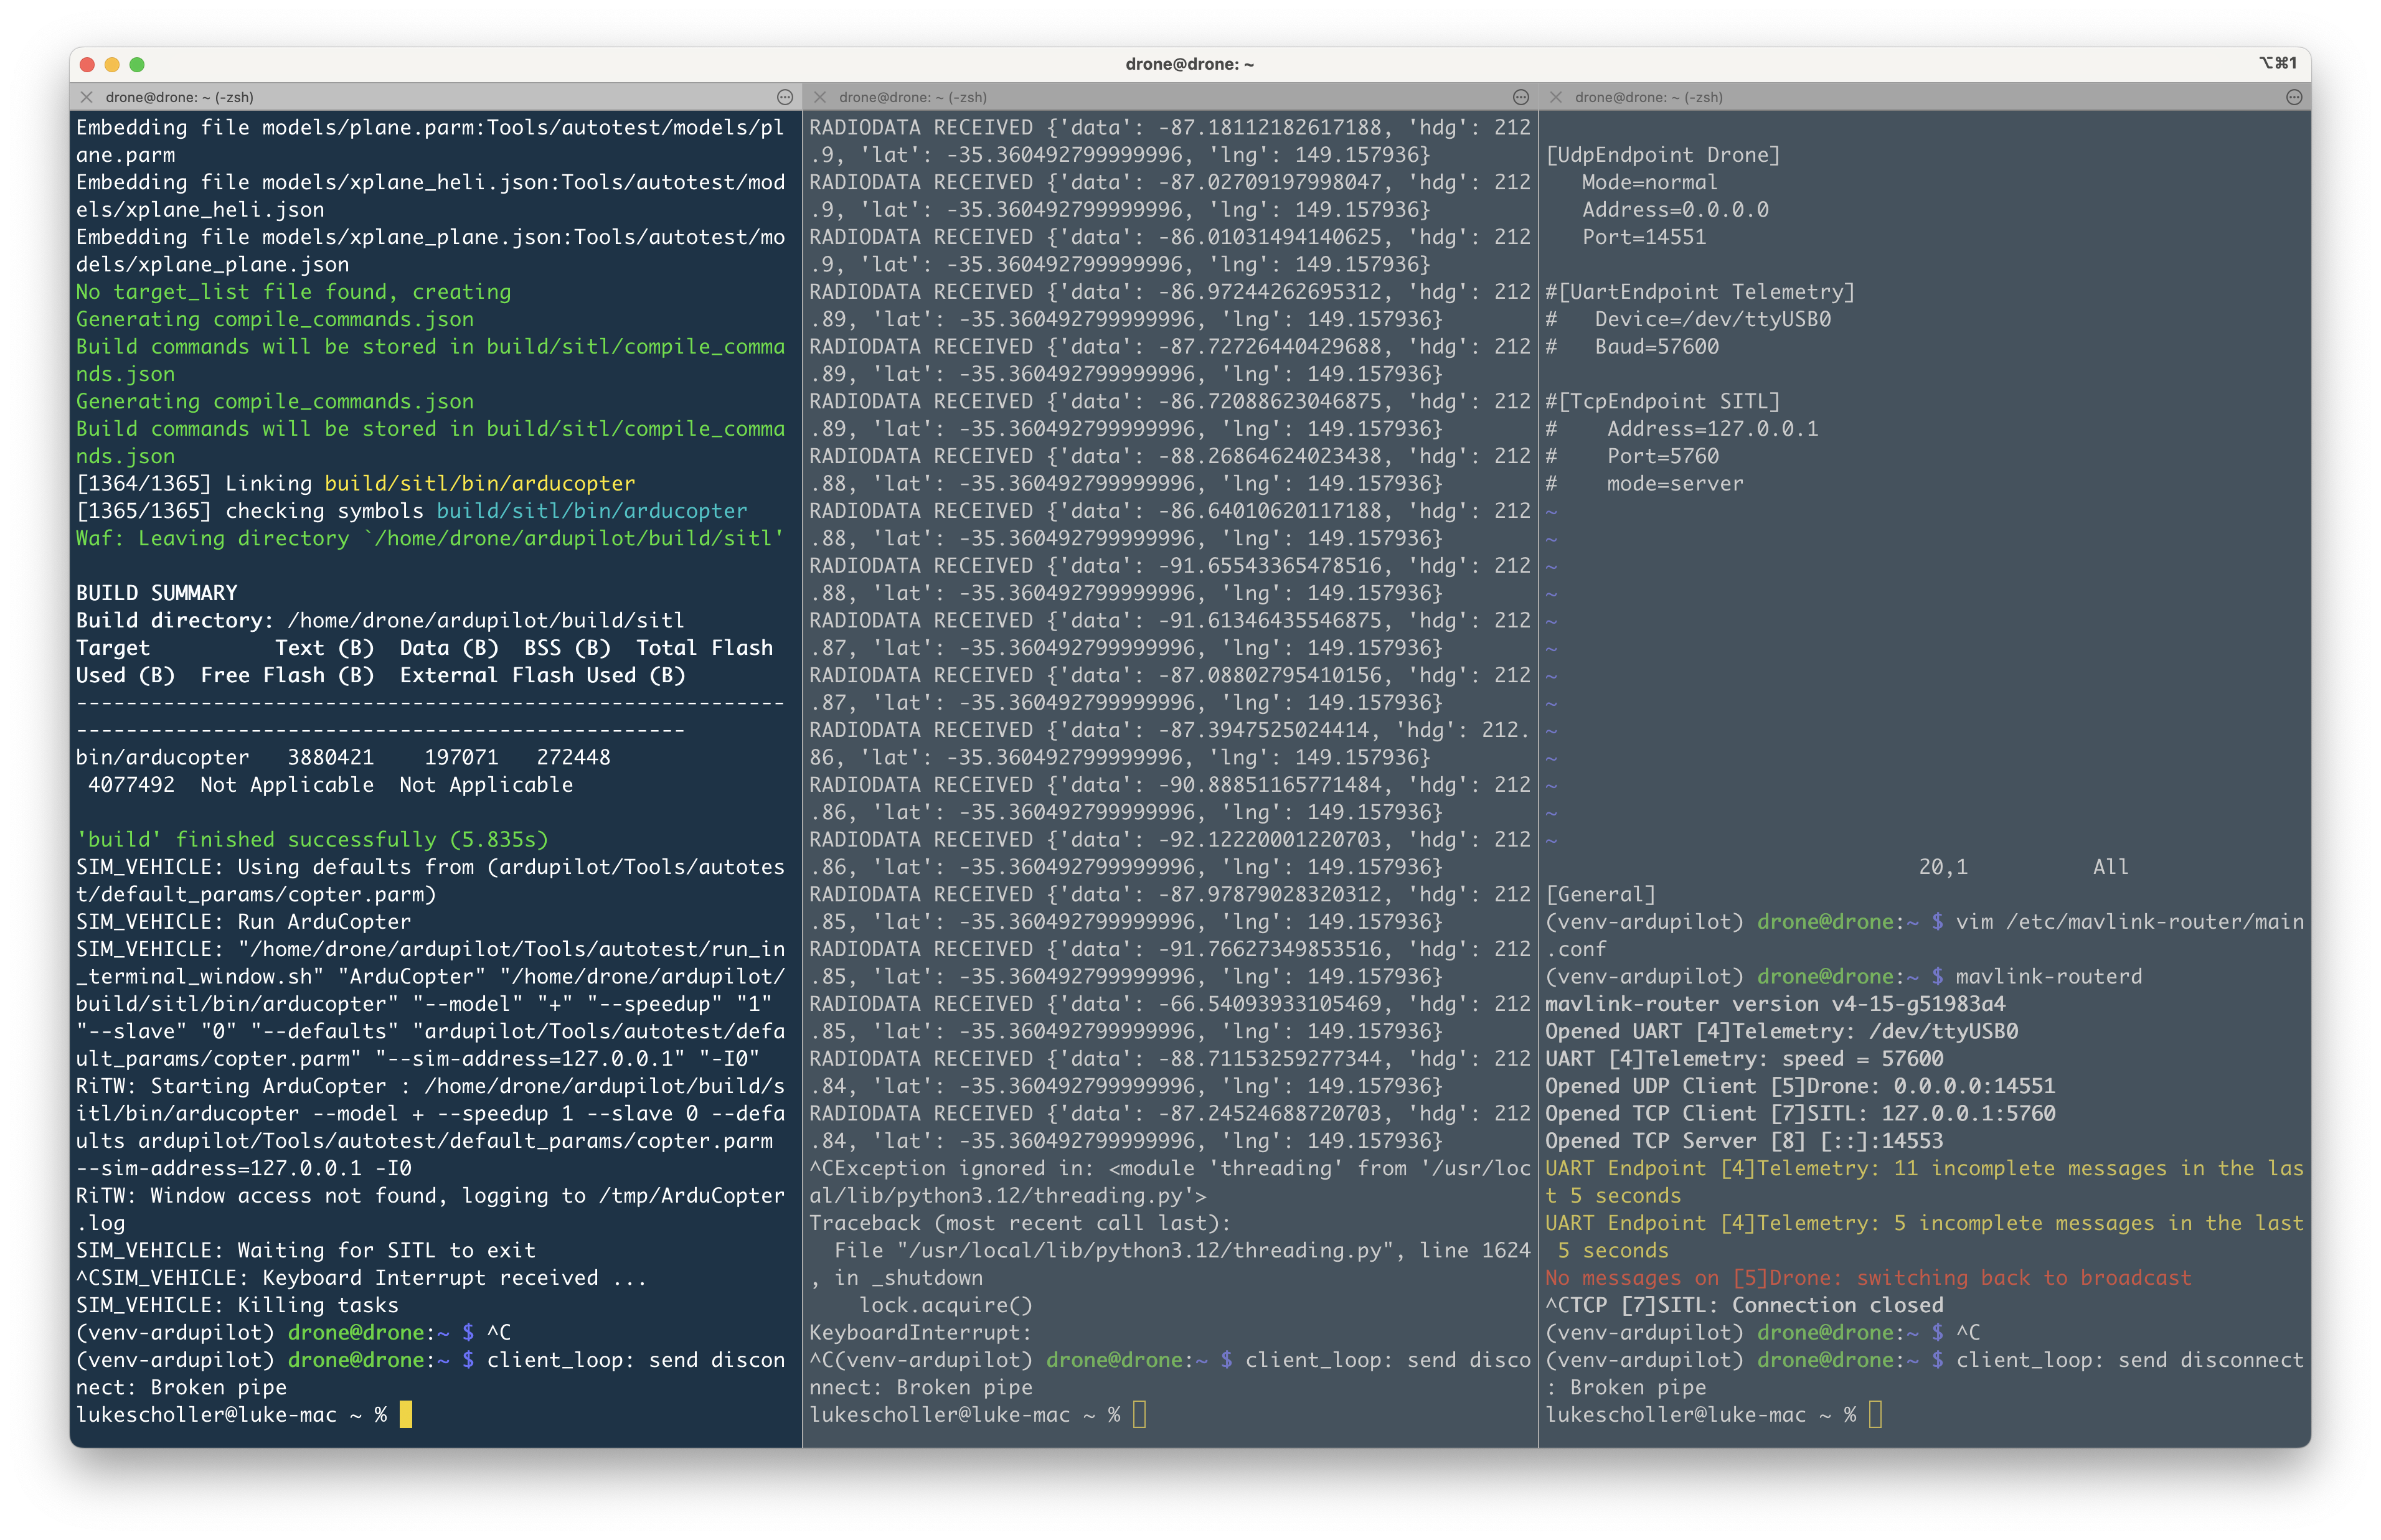 drone@drone: ~
⌥⌘1
drone@drone: ~ (-zsh)
Embedding file models/plane.parm:Tools/autotest/models/pl
ane.parm
Embedding file models/xplane_heli.json:Tools/autotest/mod
els/xplane_heli.json
Embedding file models/xplane_plane.json:Tools/autotest/mo
dels/xplane_plane.json
No target_list file found, creating
Generating compile_commands.json
Build commands will be stored in build/sitl/compile_comma
nds.json
Generating compile_commands.json
Build commands will be stored in build/sitl/compile_comma
nds.json
[1364/1365] Linking build/sitl/bin/arducopter
[1365/1365] checking symbols build/sitl/bin/arducopter
Waf: Leaving directory `/home/drone/ardupilot/build/sitl'
BUILD SUMMARY
Build directory: /home/drone/ardupilot/build/sitl
Target          Text (B)  Data (B)  BSS (B)  Total Flash
Used (B)  Free Flash (B)  External Flash Used (B)
---------------------------------------------------------
-------------------------------------------------
bin/arducopter   3880421    197071   272448
 4077492  Not Applicable  Not Applicable
'build' finished successfully (5.835s)
SIM_VEHICLE: Using defaults from (ardupilot/Tools/autotes
t/default_params/copter.parm)
SIM_VEHICLE: Run ArduCopter
SIM_VEHICLE: "/home/drone/ardupilot/Tools/autotest/run_in
_terminal_window.sh" "ArduCopter" "/home/drone/ardupilot/
build/sitl/bin/arducopter" "--model" "+" "--speedup" "1"
"--slave" "0" "--defaults" "ardupilot/Tools/autotest/defa
ult_params/copter.parm" "--sim-address=127.0.0.1" "-I0"
RiTW: Starting ArduCopter : /home/drone/ardupilot/build/s
itl/bin/arducopter --model + --speedup 1 --slave 0 --defa
ults ardupilot/Tools/autotest/default_params/copter.parm
--sim-address=127.0.0.1 -I0
RiTW: Window access not found, logging to /tmp/ArduCopter
.log
SIM_VEHICLE: Waiting for SITL to exit
^CSIM_VEHICLE: Keyboard Interrupt received ...
SIM_VEHICLE: Killing tasks
(venv-ardupilot) drone@drone:~ $ ^C
(venv-ardupilot) drone@drone:~ $ client_loop: send discon
nect: Broken pipe
lukescholler@luke-mac ~ %
drone@drone: ~ (-zsh)
RADIODATA RECEIVED {'data': -87.18112182617188, 'hdg': 212
.9, 'lat': -35.360492799999996, 'lng': 149.157936}
RADIODATA RECEIVED {'data': -87.02709197998047, 'hdg': 212
.9, 'lat': -35.360492799999996, 'lng': 149.157936}
RADIODATA RECEIVED {'data': -86.01031494140625, 'hdg': 212
.9, 'lat': -35.360492799999996, 'lng': 149.157936}
RADIODATA RECEIVED {'data': -86.97244262695312, 'hdg': 212
.89, 'lat': -35.360492799999996, 'lng': 149.157936}
RADIODATA RECEIVED {'data': -87.72726440429688, 'hdg': 212
.89, 'lat': -35.360492799999996, 'lng': 149.157936}
RADIODATA RECEIVED {'data': -86.72088623046875, 'hdg': 212
.89, 'lat': -35.360492799999996, 'lng': 149.157936}
RADIODATA RECEIVED {'data': -88.26864624023438, 'hdg': 212
.88, 'lat': -35.360492799999996, 'lng': 149.157936}
RADIODATA RECEIVED {'data': -86.64010620117188, 'hdg': 212
.88, 'lat': -35.360492799999996, 'lng': 149.157936}
RADIODATA RECEIVED {'data': -91.65543365478516, 'hdg': 212
.88, 'lat': -35.360492799999996, 'lng': 149.157936}
RADIODATA RECEIVED {'data': -91.61346435546875, 'hdg': 212
.87, 'lat': -35.360492799999996, 'lng': 149.157936}
RADIODATA RECEIVED {'data': -87.08802795410156, 'hdg': 212
.87, 'lat': -35.360492799999996, 'lng': 149.157936}
RADIODATA RECEIVED {'data': -87.3947525024414, 'hdg': 212.
86, 'lat': -35.360492799999996, 'lng': 149.157936}
RADIODATA RECEIVED {'data': -90.88851165771484, 'hdg': 212
.86, 'lat': -35.360492799999996, 'lng': 149.157936}
RADIODATA RECEIVED {'data': -92.12220001220703, 'hdg': 212
.86, 'lat': -35.360492799999996, 'lng': 149.157936}
RADIODATA RECEIVED {'data': -87.97879028320312, 'hdg': 212
.85, 'lat': -35.360492799999996, 'lng': 149.157936}
RADIODATA RECEIVED {'data': -91.76627349853516, 'hdg': 212
.85, 'lat': -35.360492799999996, 'lng': 149.157936}
RADIODATA RECEIVED {'data': -66.54093933105469, 'hdg': 212
.85, 'lat': -35.360492799999996, 'lng': 149.157936}
RADIODATA RECEIVED {'data': -88.71153259277344, 'hdg': 212
.84, 'lat': -35.360492799999996, 'lng': 149.157936}
RADIODATA RECEIVED {'data': -87.24524688720703, 'hdg': 212
.84, 'lat': -35.360492799999996, 'lng': 149.157936}
^CException ignored in: <module 'threading' from '/usr/loc
al/lib/python3.12/threading.py'>
Traceback (most recent call last):
  File "/usr/local/lib/python3.12/threading.py", line 1624
, in _shutdown
    lock.acquire()
KeyboardInterrupt:
^C(venv-ardupilot) drone@drone:~ $ client_loop: send disco
nnect: Broken pipe
lukescholler@luke-mac ~ %
drone@drone: ~ (-zsh)
[UdpEndpoint Drone]
   Mode=normal
   Address=0.0.0.0
   Port=14551
#[UartEndpoint Telemetry]
#   Device=/dev/ttyUSB0
#   Baud=57600
#[TcpEndpoint SITL]
#    Address=127.0.0.1
#    Port=5760
#    mode=server
~
~
~
~
~
~
~
~
~
~
~
~
~
20,1          All
[General]
(venv-ardupilot) drone@drone:~ $ vim /etc/mavlink-router/main
.conf
(venv-ardupilot) drone@drone:~ $ mavlink-routerd
mavlink-router version v4-15-g51983a4
Opened UART [4]Telemetry: /dev/ttyUSB0
UART [4]Telemetry: speed = 57600
Opened UDP Client [5]Drone: 0.0.0.0:14551
Opened TCP Client [7]SITL: 127.0.0.1:5760
Opened TCP Server [8] [::]:14553
UART Endpoint [4]Telemetry: 11 incomplete messages in the las
t 5 seconds
UART Endpoint [4]Telemetry: 5 incomplete messages in the last
 5 seconds
No messages on [5]Drone: switching back to broadcast
^CTCP [7]SITL: Connection closed
(venv-ardupilot) drone@drone:~ $ ^C
(venv-ardupilot) drone@drone:~ $ client_loop: send disconnect
: Broken pipe
lukescholler@luke-mac ~ %